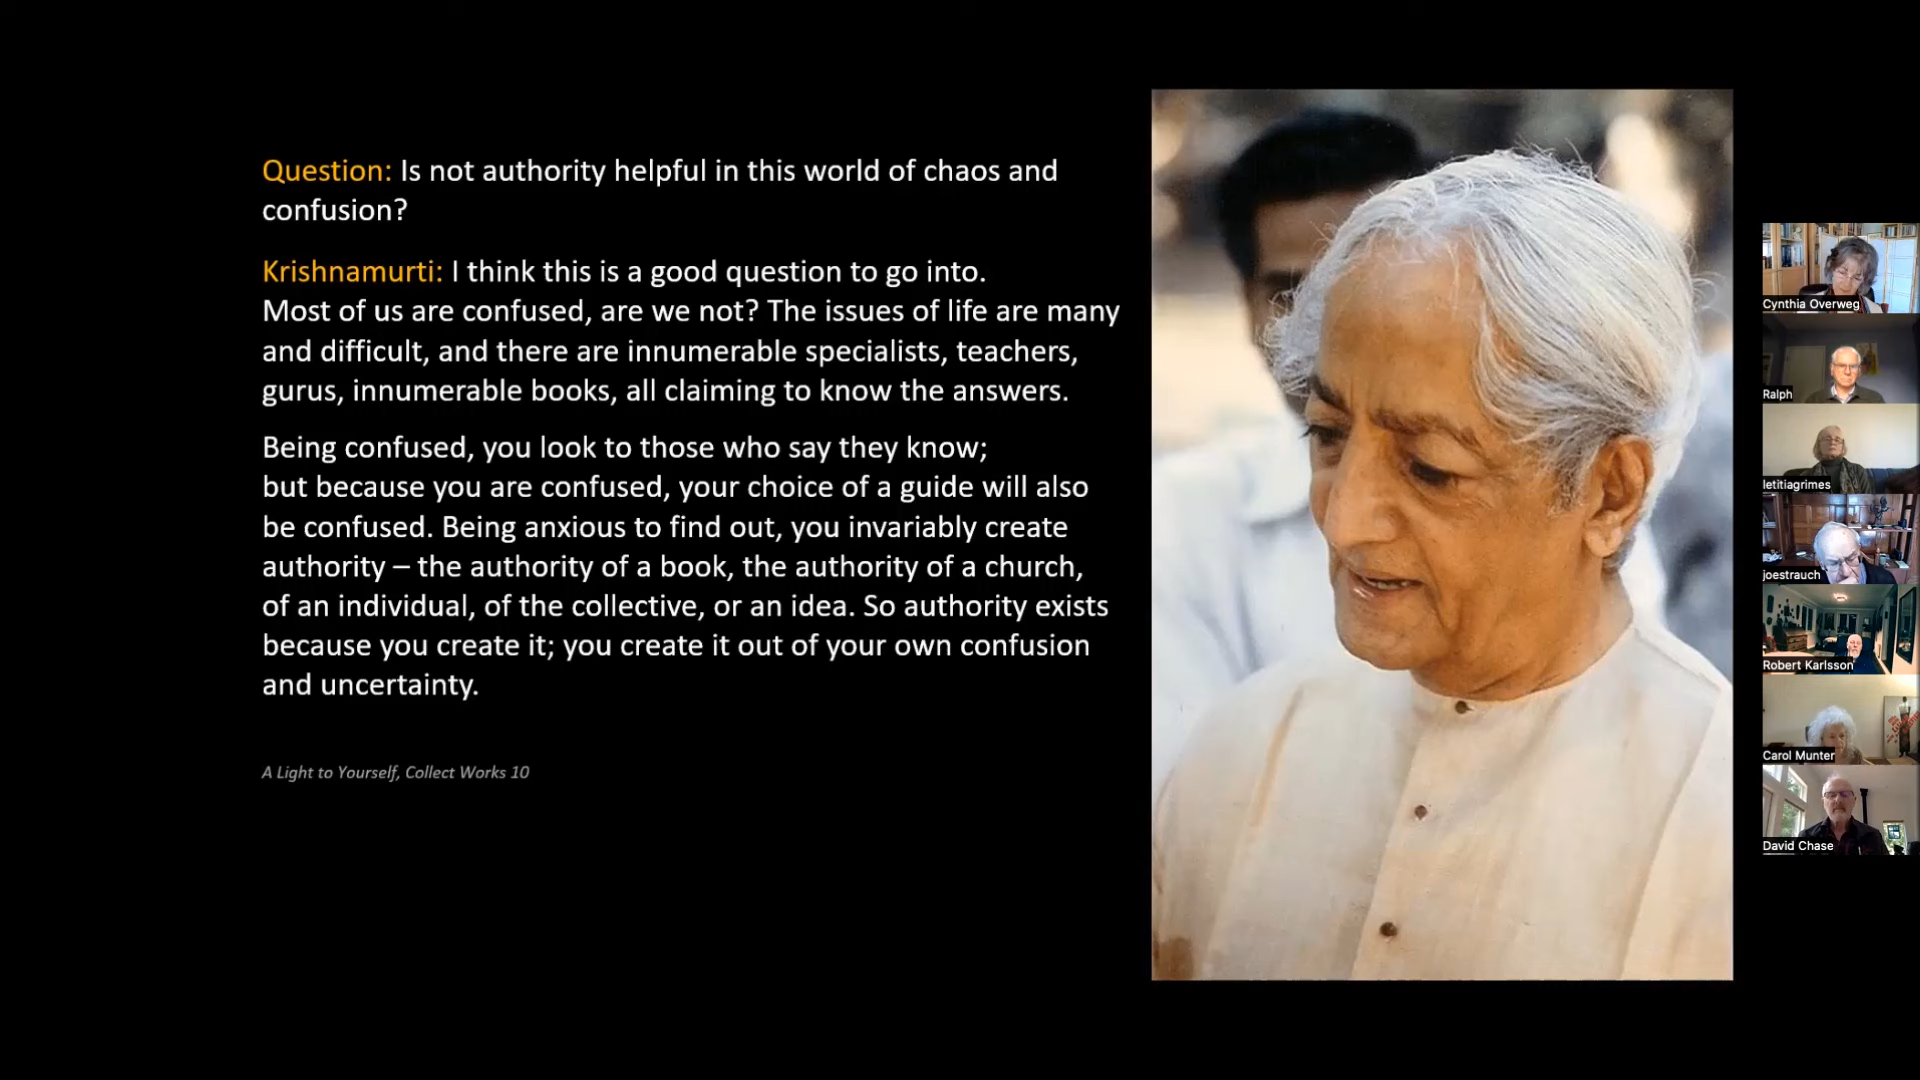 Question: Is not authority helpful in this world of chaos and
confusion?
Krishnamurti: I think this is a good question to go into.
Most of us are confused, are we not? The issues of life are many
and difficult, and there are innumerable specialists, teachers,
gurus, innumerable books, all claiming to know the answers.
Being confused, you look to those who say they know;
but because you are confused, your choice of a guide will also
be confused. Being anxious to find out, you invariably create
authority – the authority of a book, the authority of a church,
of an individual, of the collective, or an idea. So authority exists
because you create it; you create it out of your own confusion
and uncertainty.
A Light to Yourself, Collect Works 10
Cynthia Overweg
Ralph
letitiagrimes
joestrauch
Robert Karlsson
Carol Munter
David Chase